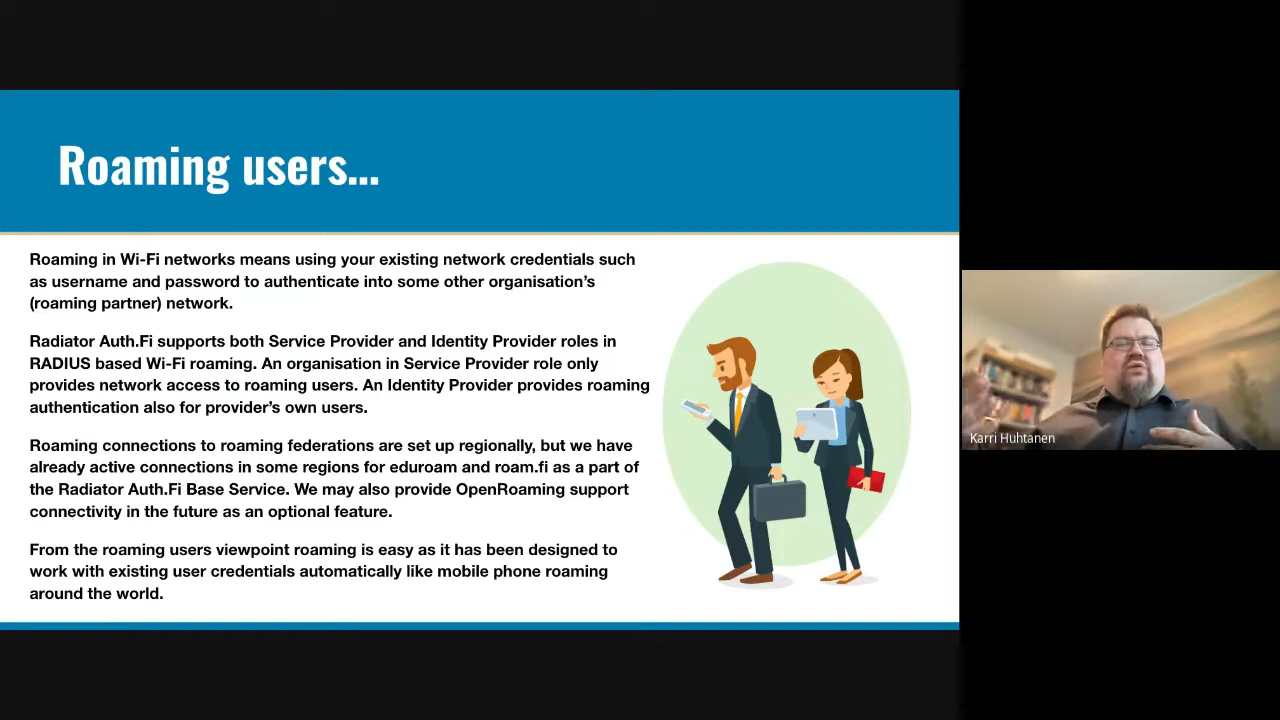 Roaming users...
Roaming in Wi-Fi networks means using your existing network credentials such
as username and password to authenticate into some other organisation's
(roaming partner) network.
Radiator Auth.Fi supports both Service Provider and Identity Provider roles in
RADIUS based Wi-Fi roaming. An organisation in Service Provider role only
provides network access to roaming users. An Identity Provider provides roaming
authentication also for provider's own users.
Roaming connections to roaming federations are set up regionally, but we have
already active connections in some regions for eduroam and roam.fi as a part of
the Radiator Auth.Fi Base Service. We may also provide OpenRoaming support
connectivity in the future as an optional feature.
From the roaming users viewpoint roaming is easy as it has been designed to
work with existing user credentials automatically like mobile phone roaming
around the world.
Karri Huhtanen